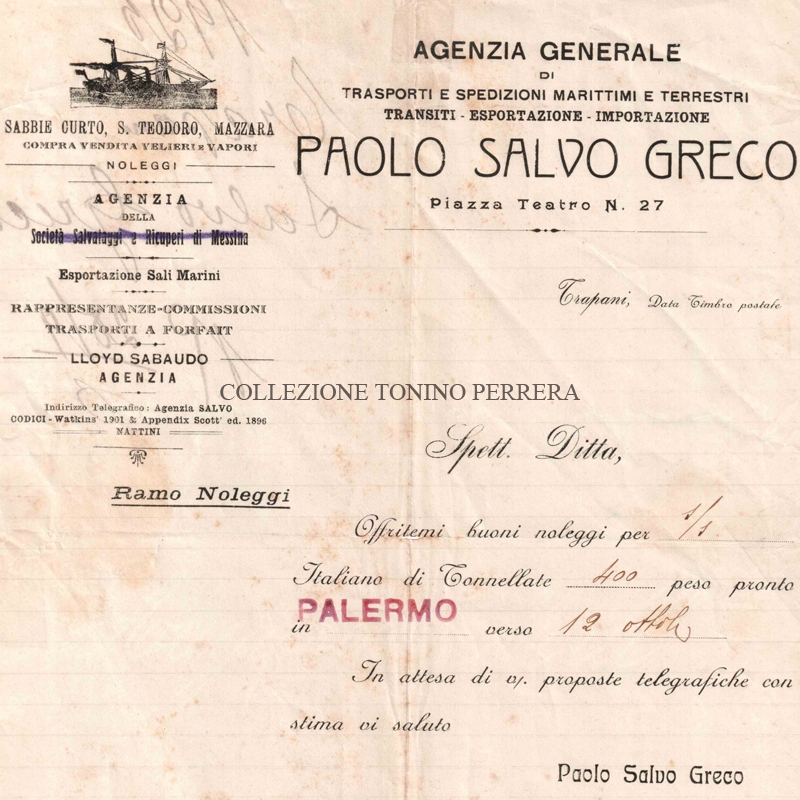 SABBIE CURTO, S. TEODORO, MAZZARA
COMPRA VENDITA VELIERI E VAPORI
NOLEGGI
AGENZIA
DELLA
Società Salvataggi e Ricuperi di Messina
Esportazione Sali Marini
RAPPRESENTANZE-COMMISSIONI
TRASPORTI A FORFAIT
LLOYD SABAUDO
AGENZIA
Indirizzo Telegrafico: Agenzia SALVO
CODICI - Watkins' 1901 & Appendix Scott' ed. 1896
NATTINI
Ramo Noleggi
AGENZIA GENERALE
DI
TRASPORTI E SPEDIZIONI MARITTIMI E TERRESTRI
TRANSITI - ESPORTAZIONE - IMPORTAZIONE
PAOLO SALVO GRECO
Piazza Teatro N. 27
Trapani, Data Timbro postale
COLLEZIONE TONINO PERRERA
Spett. Ditta,
Offritemi buoni noleggi per s/s
Italiano di Tonnellate 400 peso pronto
in PALERMO verso 12
In attesa di v/. proposte telegrafiche con
stima vi saluto
Paolo Salvo Greco